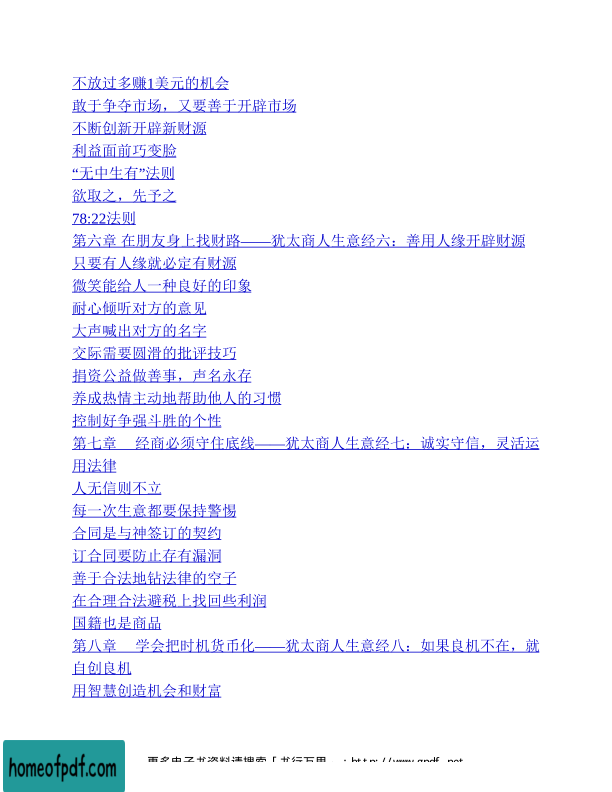 不放过多赚1美元的机会
敢于争夺市场，又要善于开辟市场
不断创新开辟新财源
利益面前巧变脸
“无中生有”法则
欲取之，先予之
78:22法则
第六章 在朋友身上找财路——犹太商人生意经六：善用人缘开辟财源
只要有人缘就必定有财源
微笑能给人一种良好的印象
耐心倾听对方的意见
大声喊出对方的名字
交际需要圆滑的批评技巧
捐资公益做善事，声名永存
养成热情主动地帮助他人的习惯
控制好争强斗胜的个性
第七章　经商必须守住底线——犹太商人生意经七：诚实守信，灵活运
用法律
人无信则不立
每一次生意都要保持警惕
合同是与神签订的契约
订合同要防止存有漏洞
善于合法地钻法律的空子
在合理合法避税上找回些利润
国籍也是商品
第八章　学会把时机货币化——犹太商人生意经八：如果良机不在，就
自创良机
用智慧创造机会和财富
homeofpdf.com
更多电子书资料请搜索「书行万里